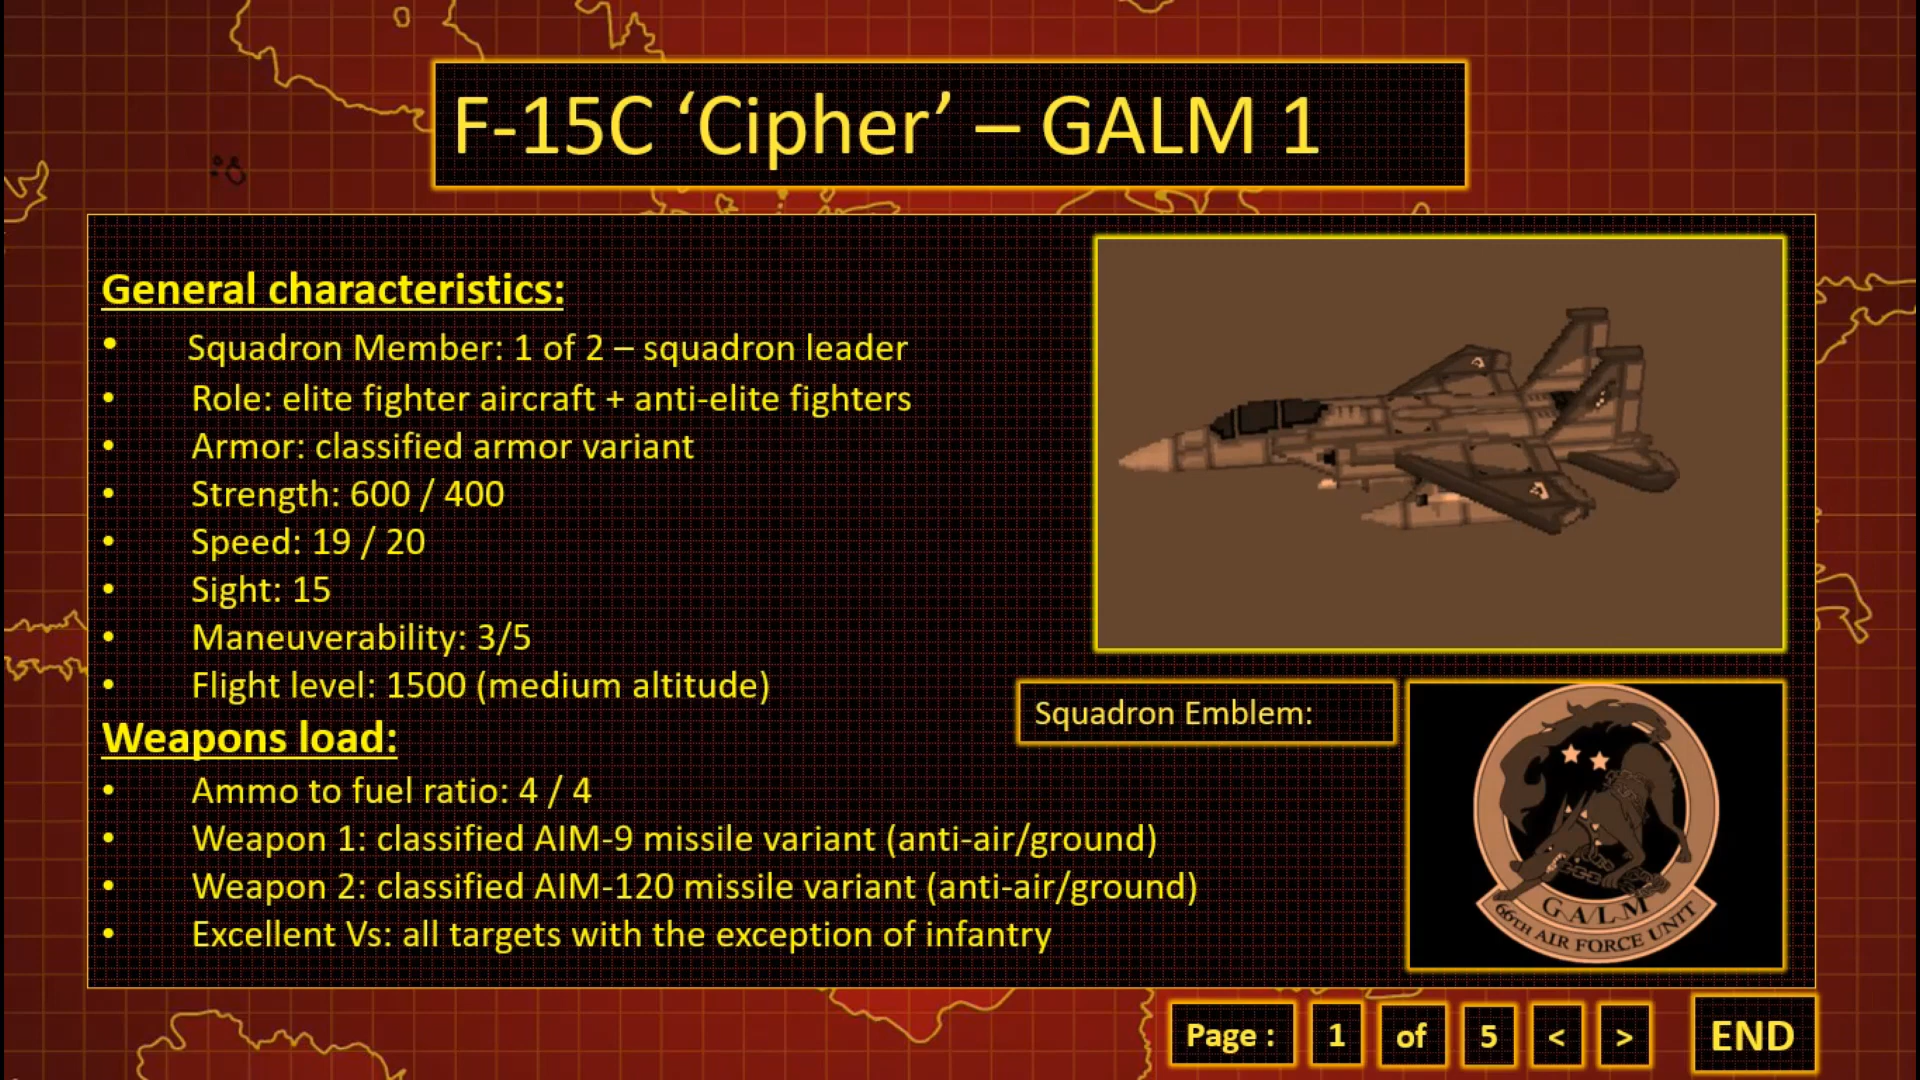 F-15C ‘Cipher’ – GALM 1
General characteristics:
• Squadron Member: 1 of 2 – squadron leader
• Role: elite fighter aircraft + anti-elite fighters
• Armor: classified armor variant
• Strength: 600 / 400
• Speed: 19 / 20
• Sight: 15
• Maneuverability: 3/5
• Flight level: 1500 (medium altitude)
Weapons load:
• Ammo to fuel ratio: 4 / 4
• Weapon 1: classified AIM-9 missile variant (anti-air/ground)
• Weapon 2: classified AIM-120 missile variant (anti-air/ground)
• Excellent Vs: all targets with the exception of infantry
Squadron Emblem:
GALM
66TH AIR FORCE UNIT
Page : 1 of 5 < > END